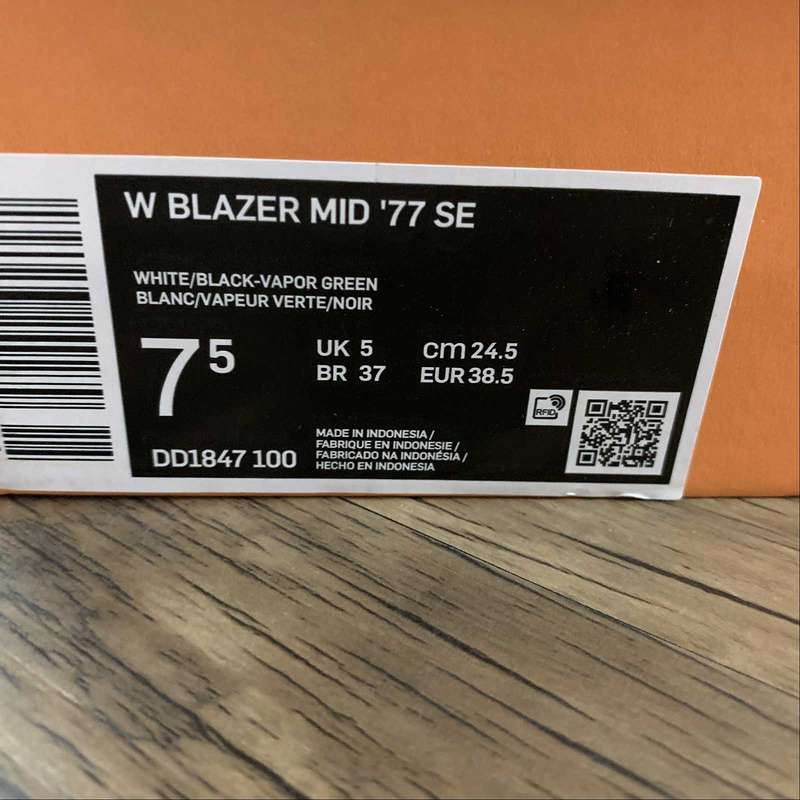 W BLAZER MID '77 SE
WHITE/BLACK-VAPOR GREEN
BLANC/VAPEUR VERTE/NOIR
7 5
UK 5 cm 24.5
BR 37 EUR 38.5
RFID
DD1847 100
MADE IN INDONESIA /
FABRIQUE EN INDONESIE /
FABRICADO NA INDONÉSIA /
HECHO EN INDONESIA